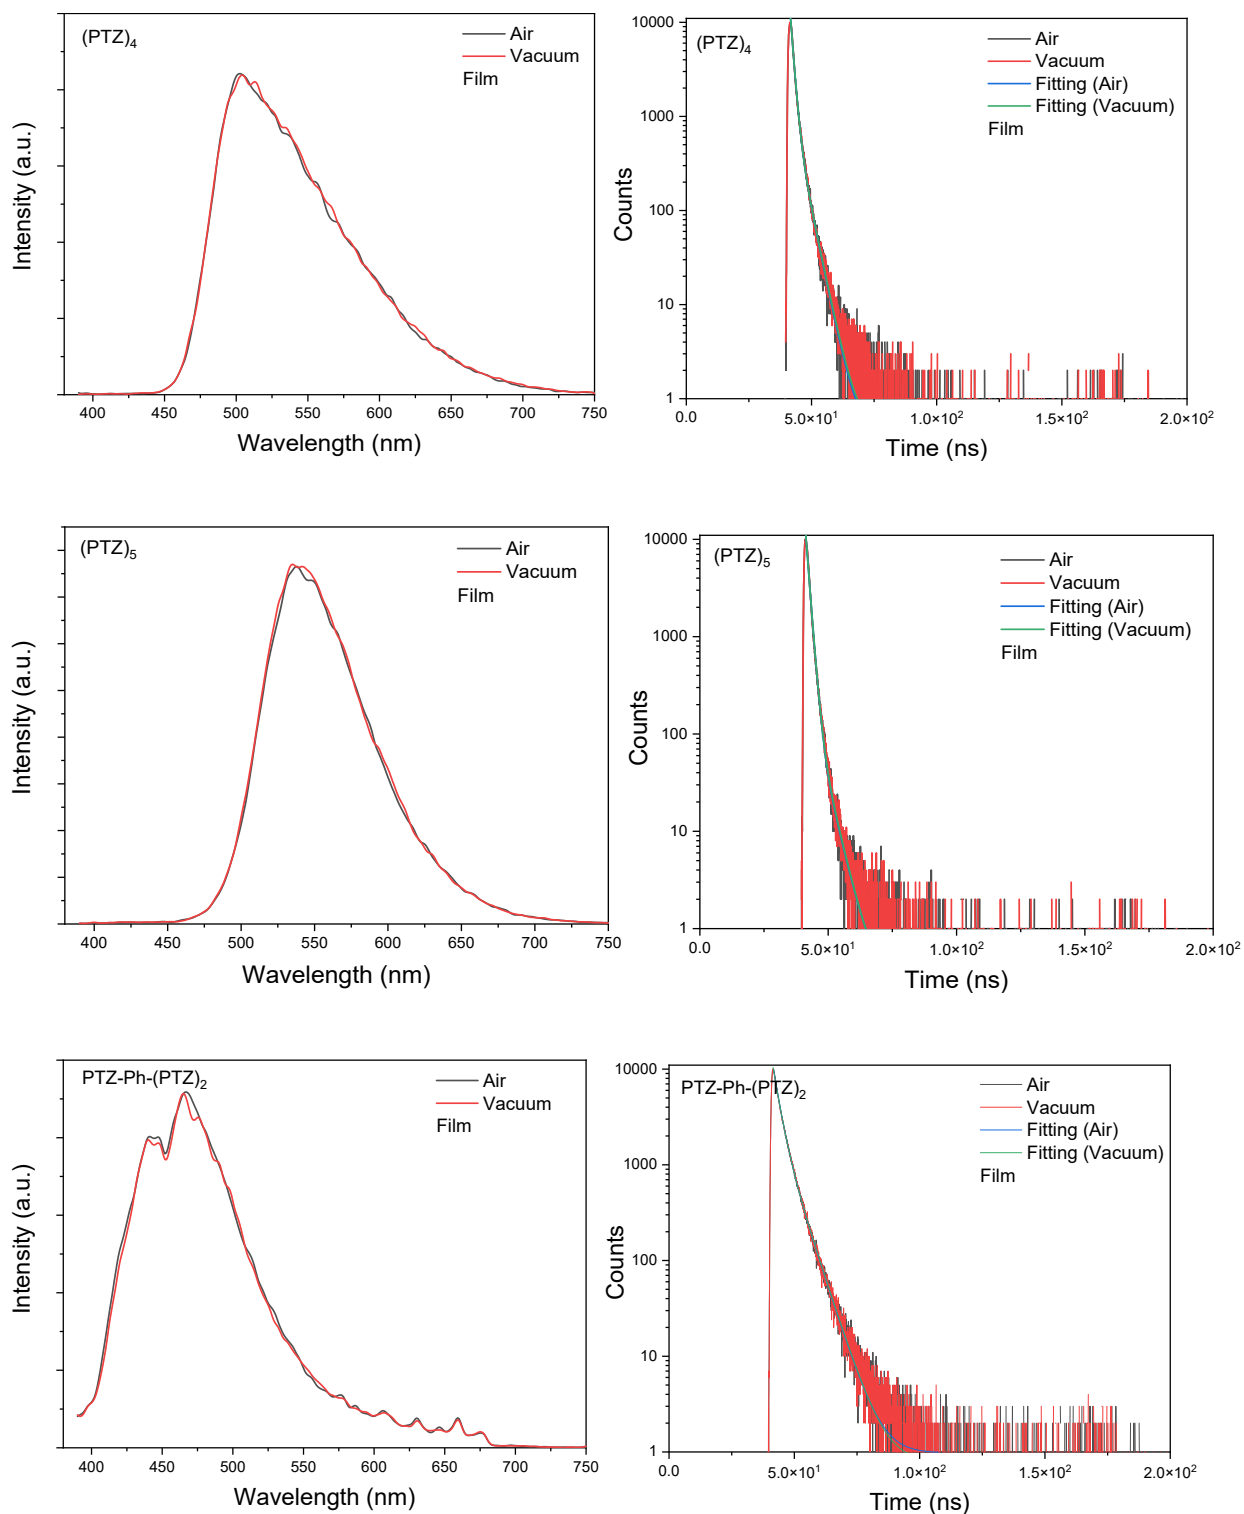 (PTZ)₄
Air
Vacuum
Film
Intensity (a.u.)
400 450 500 550 600 650 700 750
Wavelength (nm)
(PTZ)₄
Air
Vacuum
Fitting (Air)
Fitting (Vacuum)
Film
Counts
10000
1000
100
10
1
0.0 5.0×10¹ 1.0×10² 1.5×10² 2.0×10²
Time (ns)
(PTZ)₅
Air
Vacuum
Film
Intensity (a.u.)
400 450 500 550 600 650 700 750
Wavelength (nm)
(PTZ)₅
Air
Vacuum
Fitting (Air)
Fitting (Vacuum)
Film
Counts
10000
1000
100
10
1
0.0 5.0×10¹ 1.0×10² 1.5×10² 2.0×10²
Time (ns)
PTZ-Ph-(PTZ)₂
Air
Vacuum
Film
Intensity (a.u.)
400 450 500 550 600 650 700 750
Wavelength (nm)
PTZ-Ph-(PTZ)₂
Air
Vacuum
Fitting (Air)
Fitting (Vacuum)
Film
Counts
10000
1000
100
10
1
0.0 5.0×10¹ 1.0×10² 1.5×10² 2.0×10²
Time (ns)